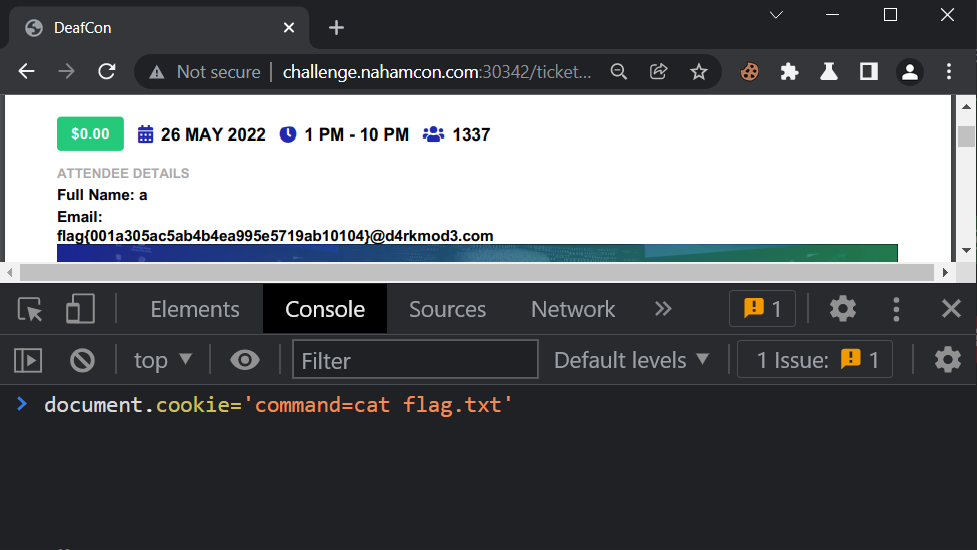 DeafCon
Not secure | challenge.nahamcon.com:30342/ticket...
$0.00 26 MAY 2022 1 PM - 10 PM 1337
ATTENDEE DETAILS
Full Name: a
Email:
flag{001a305ac5ab4b4ea995e5719ab10104}@d4rkmod3.com
Elements Console Sources Network 1
top Filter Default levels 1 Issue: 1
document.cookie='command=cat flag.txt'